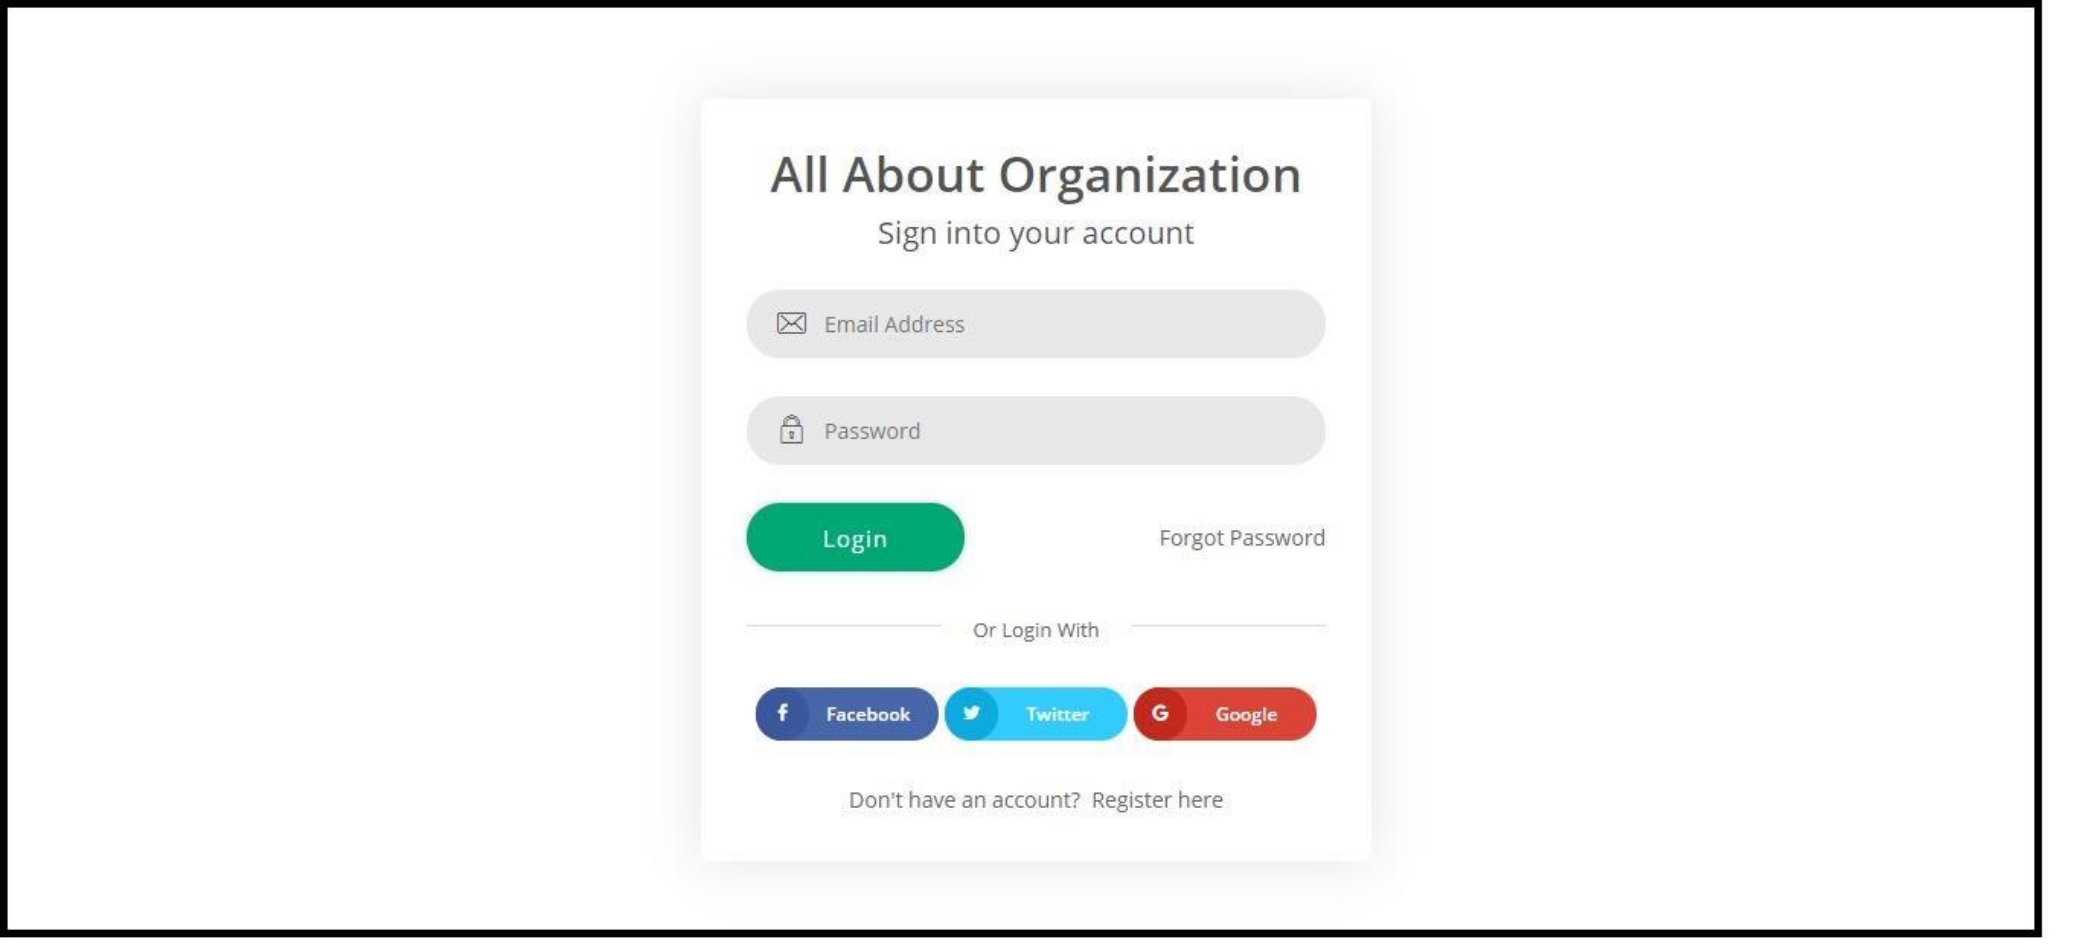 All About Organization
Sign into your account
Email Address
Password
Login
Forgot Password
Or Login With
f Facebook
Twitter
G Google
Don't have an account? Register here